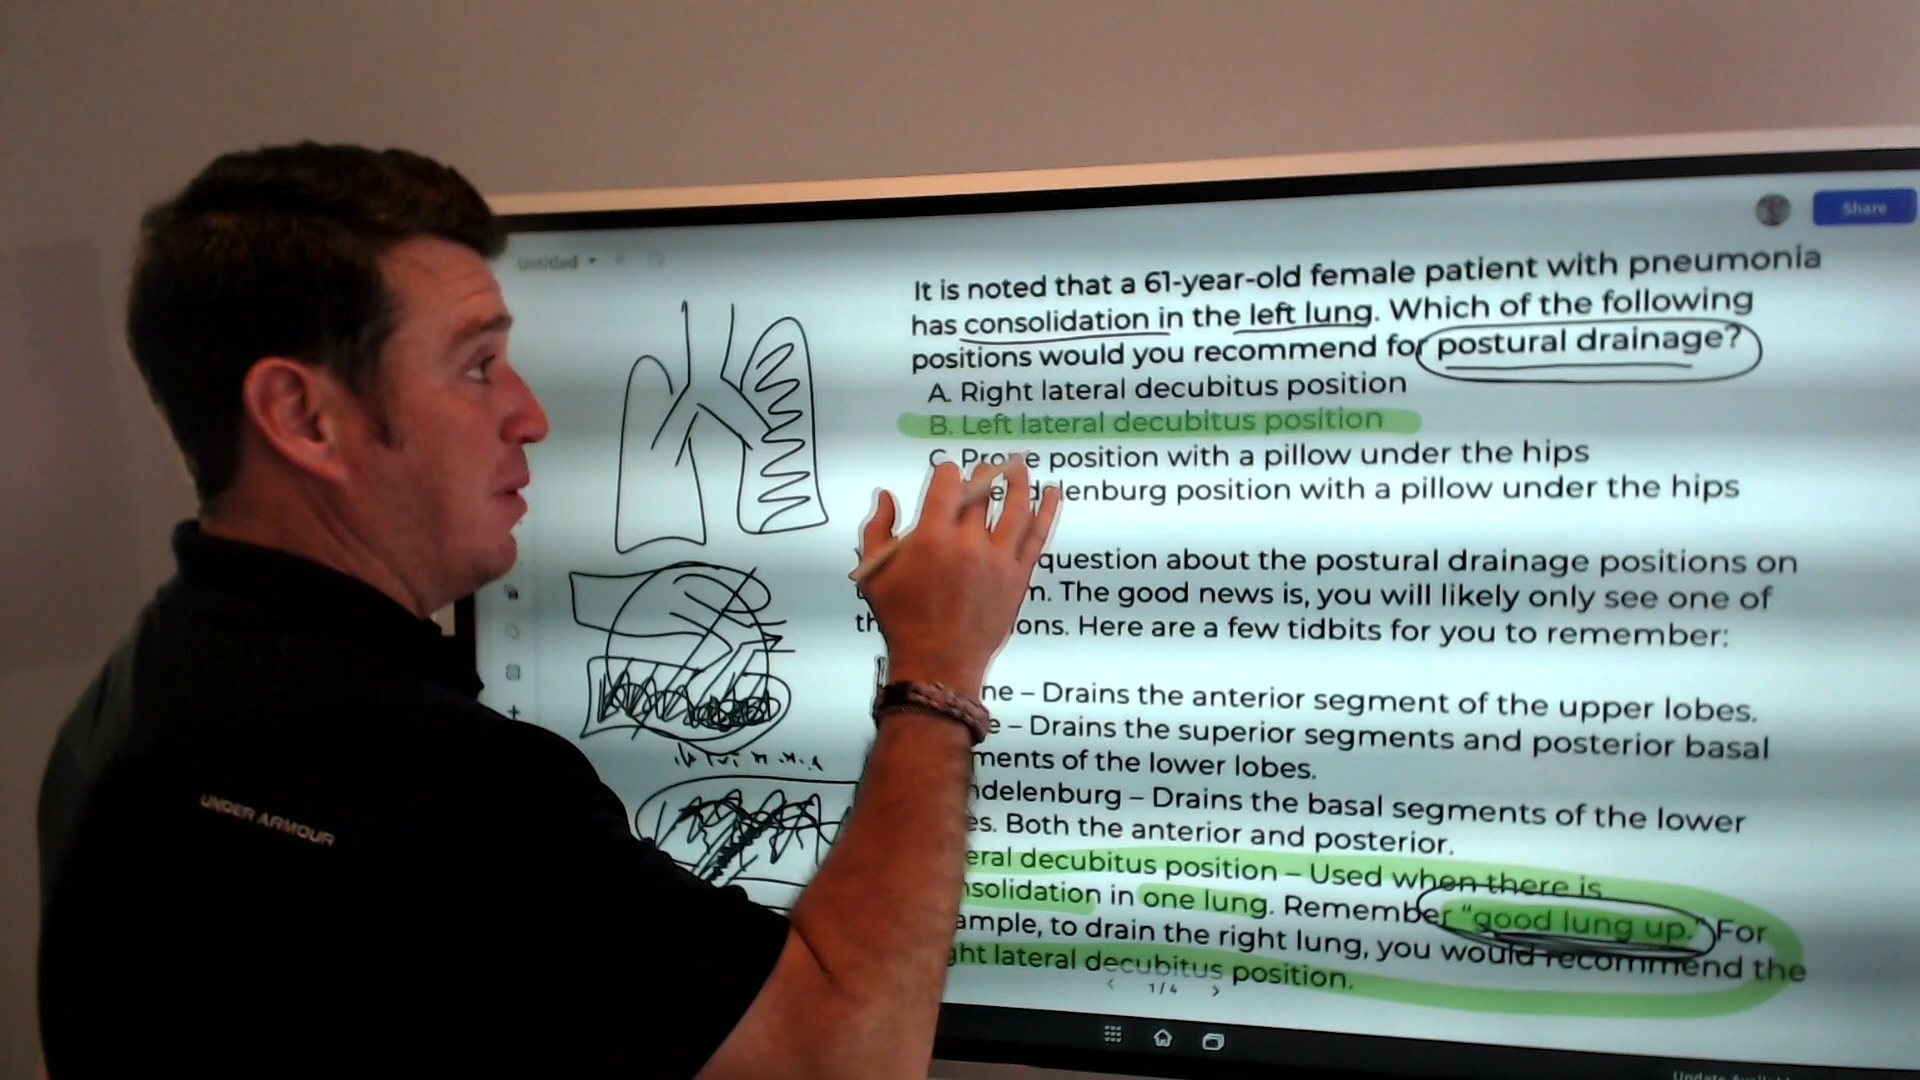 Untitled
Share
It is noted that a 61-year-old female patient with pneumonia
has consolidation in the left lung. Which of the following
positions would you recommend for postural drainage?
A. Right lateral decubitus position
B. Left lateral decubitus position
C. Prone position with a pillow under the hips
lenburg position with a pillow under the hips
question about the postural drainage positions on
m. The good news is, you will likely only see one of
th ions. Here are a few tidbits for you to remember:
ne – Drains the anterior segment of the upper lobes.
e – Drains the superior segments and posterior basal
ments of the lower lobes.
ndelenburg – Drains the basal segments of the lower
es. Both the anterior and posterior.
eral decubitus position – Used when there is
nsolidation in one lung. Remember “good lung up.” For
ample, to drain the right lung, you would recommend the
ght lateral decubitus position.
1/4
UNDER ARMOUR